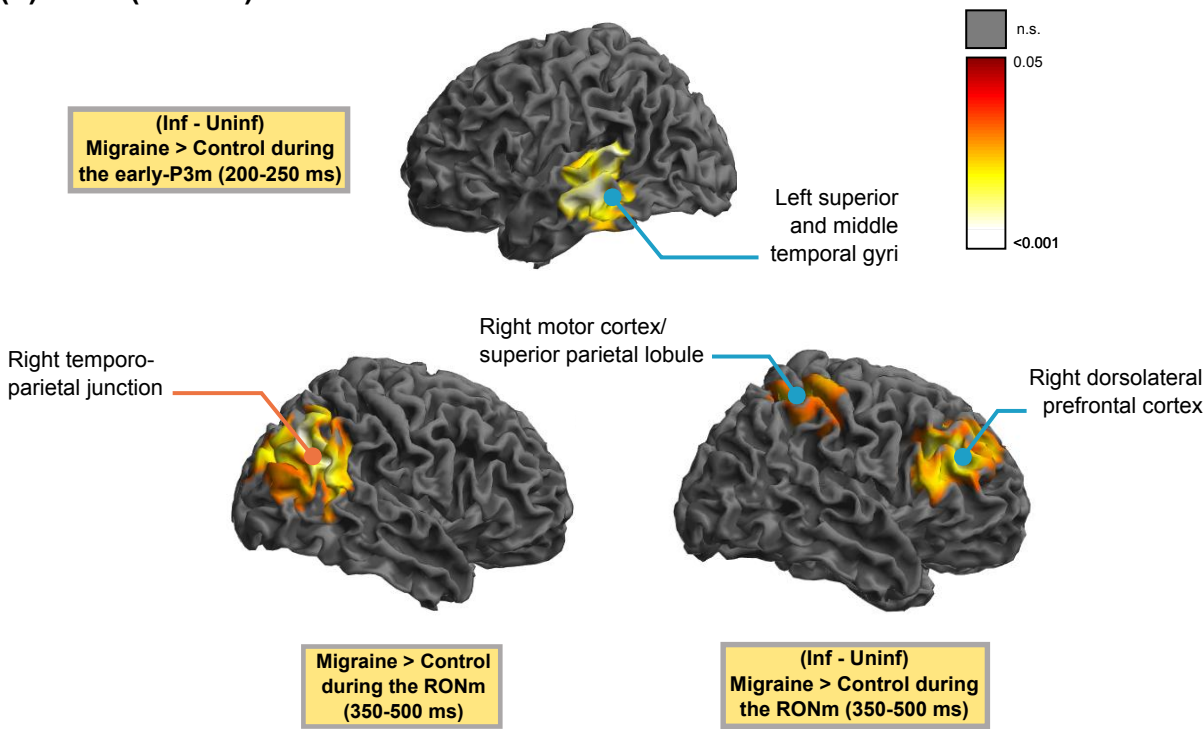 n.s.
0.05
<0.001
(Inf - Uninf)
Migraine > Control during
the early-P3m (200-250 ms)
Left superior
and middle
temporal gyri
Right temporo-
parietal junction
Right motor cortex/
superior parietal lobule
Right dorsolateral
prefrontal cortex
Migraine > Control
during the RONm
(350-500 ms)
(Inf - Uninf)
Migraine > Control during
the RONm (350-500 ms)